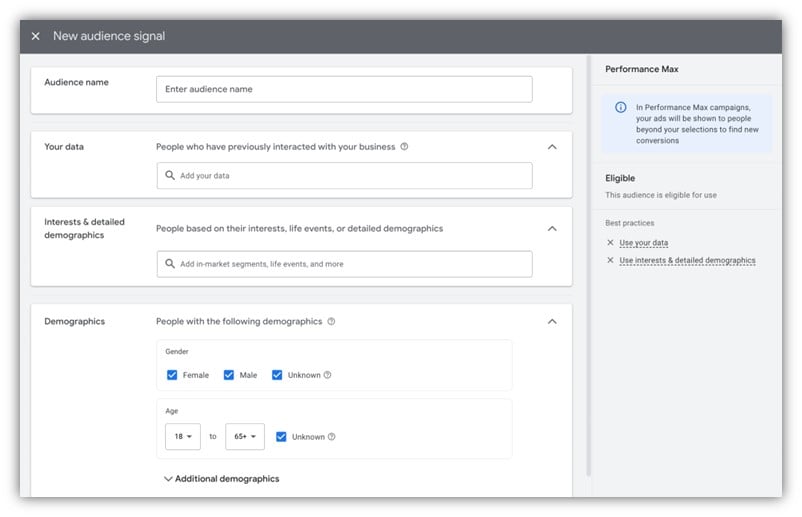 New audience signal
Audience name
Enter audience name
Your data
People who have previously interacted with your business
Add your data
Interests & detailed
demographics
People based on their interests, life events, or detailed demographics
Add in-market segments, life events, and more
Demographics
People with the following demographics
Gender
Female Male Unknown
Age
18 to 65+ Unknown
Additional demographics
Performance Max
In Performance Max campaigns,
your ads will be shown to people
beyond your selections to find new
conversions
Eligible
This audience is eligible for use
Best practices
Use your data
Use interests & detailed demographics